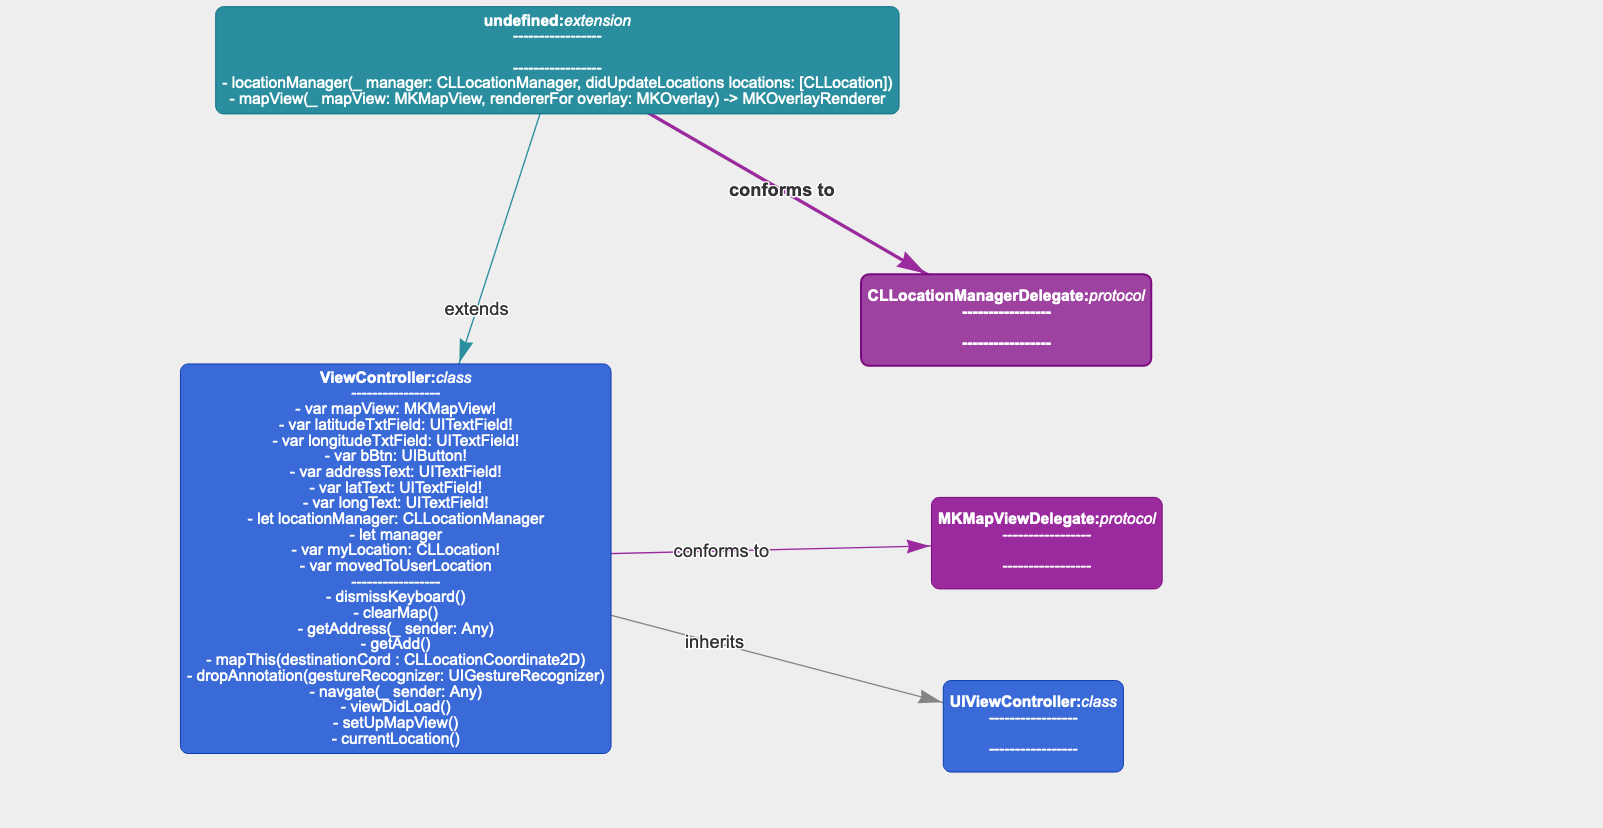 undefined:extension
-----------------
-----------------
- locationManager(_ manager: CLLocationManager, didUpdateLocations locations: [CLLocation])
- mapView(_ mapView: MKMapView, rendererFor overlay: MKOverlay) -> MKOverlayRenderer
conforms to
CLLocationManagerDelegate:protocol
-----------------
-----------------
extends
ViewController:class
-----------------
- var mapView: MKMapView!
- var latitudeTxtField: UITextField!
- var longitudeTxtField: UITextField!
- var bBtn: UIButton!
- var addressText: UITextField!
- var latText: UITextField!
- var longText: UITextField!
- let locationManager: CLLocationManager
- let manager
- var myLocation: CLLocation!
- var movedToUserLocation
-----------------
- dismissKeyboard()
- clearMap()
- getAddress(_ sender: Any)
- getAdd()
- mapThis(destinationCord : CLLocationCoordinate2D)
- dropAnnotation(gestureRecognizer: UIGestureRecognizer)
- navgate(_ sender: Any)
- viewDidLoad()
- setUpMapView()
- currentLocation()
conforms to
MKMapViewDelegate:protocol
-----------------
-----------------
inherits
UIViewController:class
-----------------
-----------------